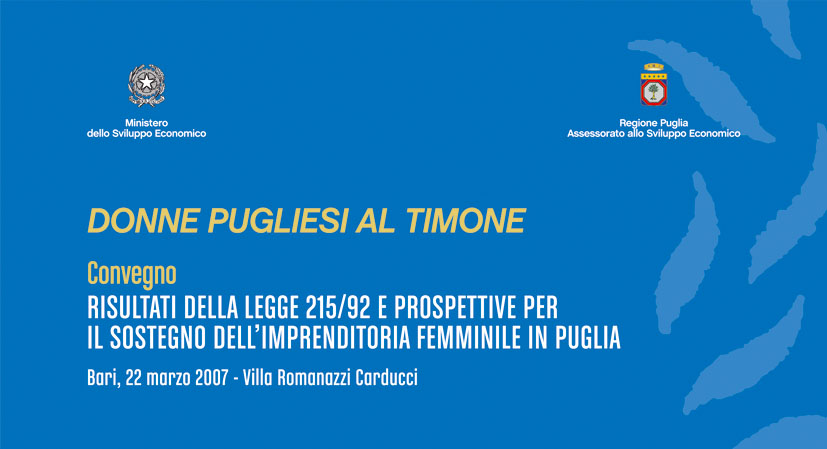 Ministero
dello Sviluppo Economico
Regione Puglia
Assessorato allo Sviluppo Economico
DONNE PUGLIESI AL TIMONE
Convegno
RISULTATI DELLA LEGGE 215/92 E PROSPETTIVE PER
IL SOSTEGNO DELL'IMPRENDITORIA FEMMINILE IN PUGLIA
Bari, 22 marzo 2007 - Villa Romanazzi Carducci